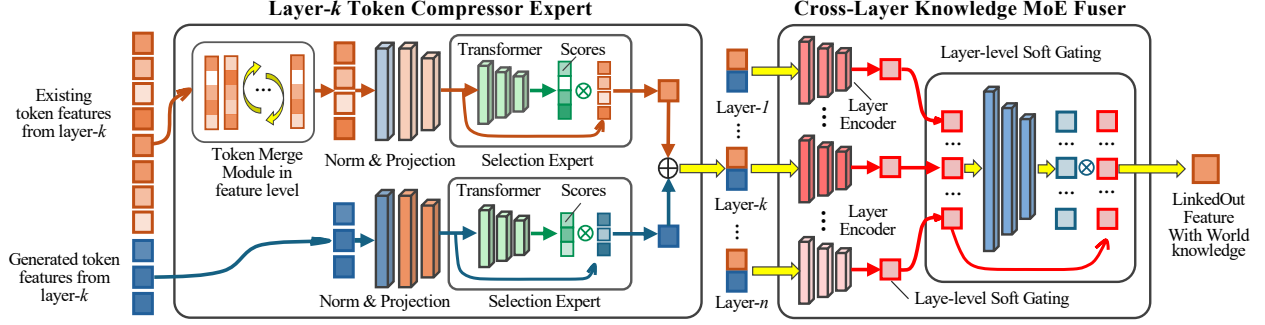 Layer-k Token Compressor Expert
Cross-Layer Knowledge MoE Fuser
Existing
token features
from layer-k
Generated token
features from
layer-k
...
Token Merge
Module in
feature level
Norm & Projection
Transformer
Scores
Selection Expert
Norm & Projection
Transformer
Scores
Selection Expert
Layer-1
Layer-k
Layer-n
Layer
Encoder
Layer
Encoder
Layer-level Soft Gating
Laye-level Soft Gating
LinkedOut
Feature
With World
knowledge